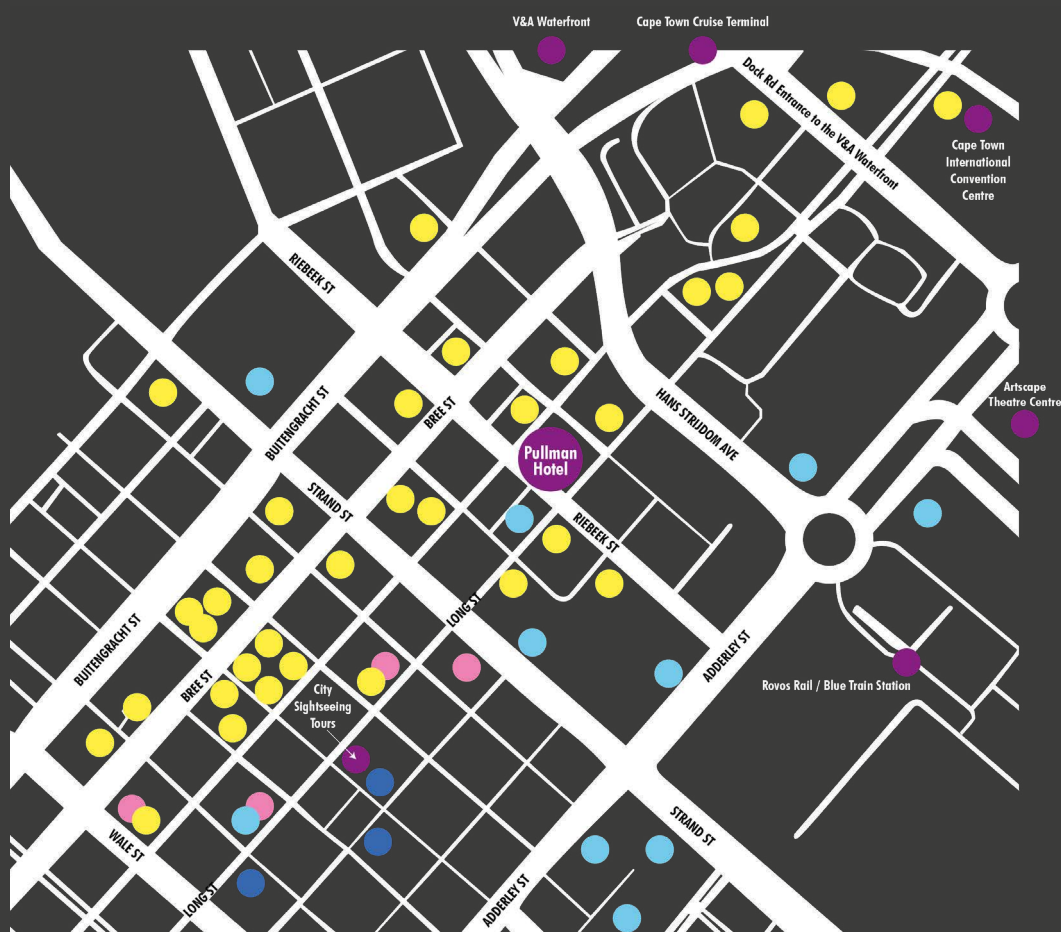 V&A Waterfront
Cape Town Cruise Terminal
Dock Rd Entrance to the V&A Waterfront
Cape Town
International
Convention
Centre
RIEBEEK ST
BUITENGRACHT ST
BREE ST
HANS STRIJDOM AVE
Artscape
Theatre Centre
Pullman
Hotel
STRAND ST
RIEBEEK ST
LONG ST
BUITENGRACHT ST
ADDERLEY ST
BREE ST
City
Sightseeing
Tours
Rovos Rail / Blue Train Station
STRAND ST
WALE ST
LONG ST
ADDERLEY ST